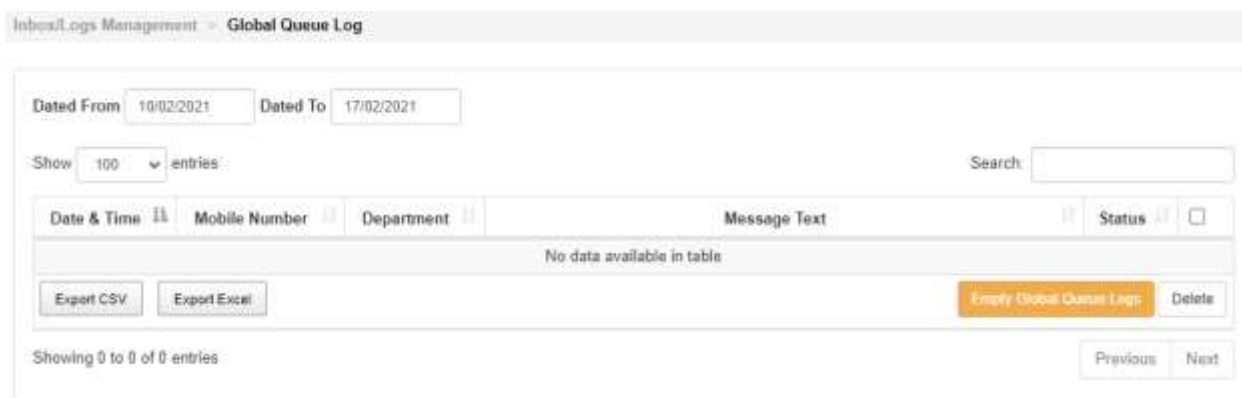 Inbox/Logs Management > Global Queue Log
Dated From 10/02/2021 Dated To 17/02/2021
Show 100 entries Search:
Date & Time Mobile Number Department Message Text Status
No data available in table
Export CSV Export Excel Empty Global Queue Logs Delete
Showing 0 to 0 of 0 entries Previous Next